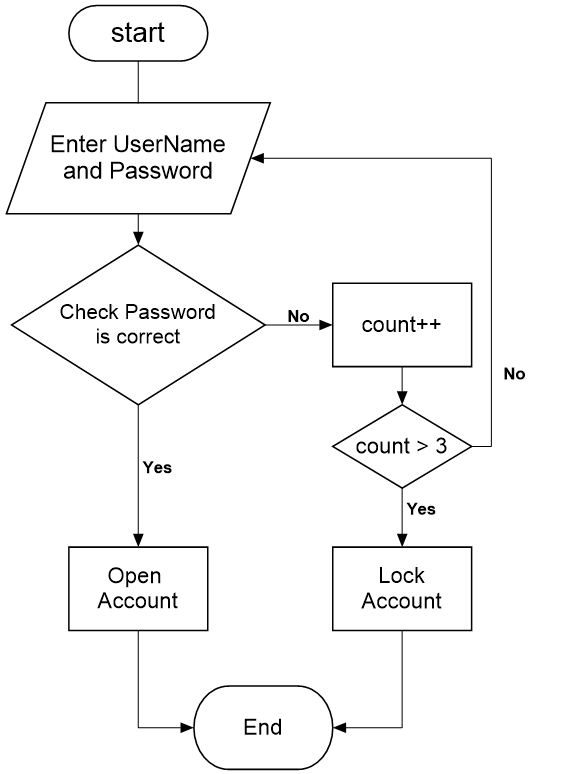 start
Enter UserName
and Password
Check Password
is correct
No
count++
No
count > 3
Yes
Yes
Open
Account
Lock
Account
End